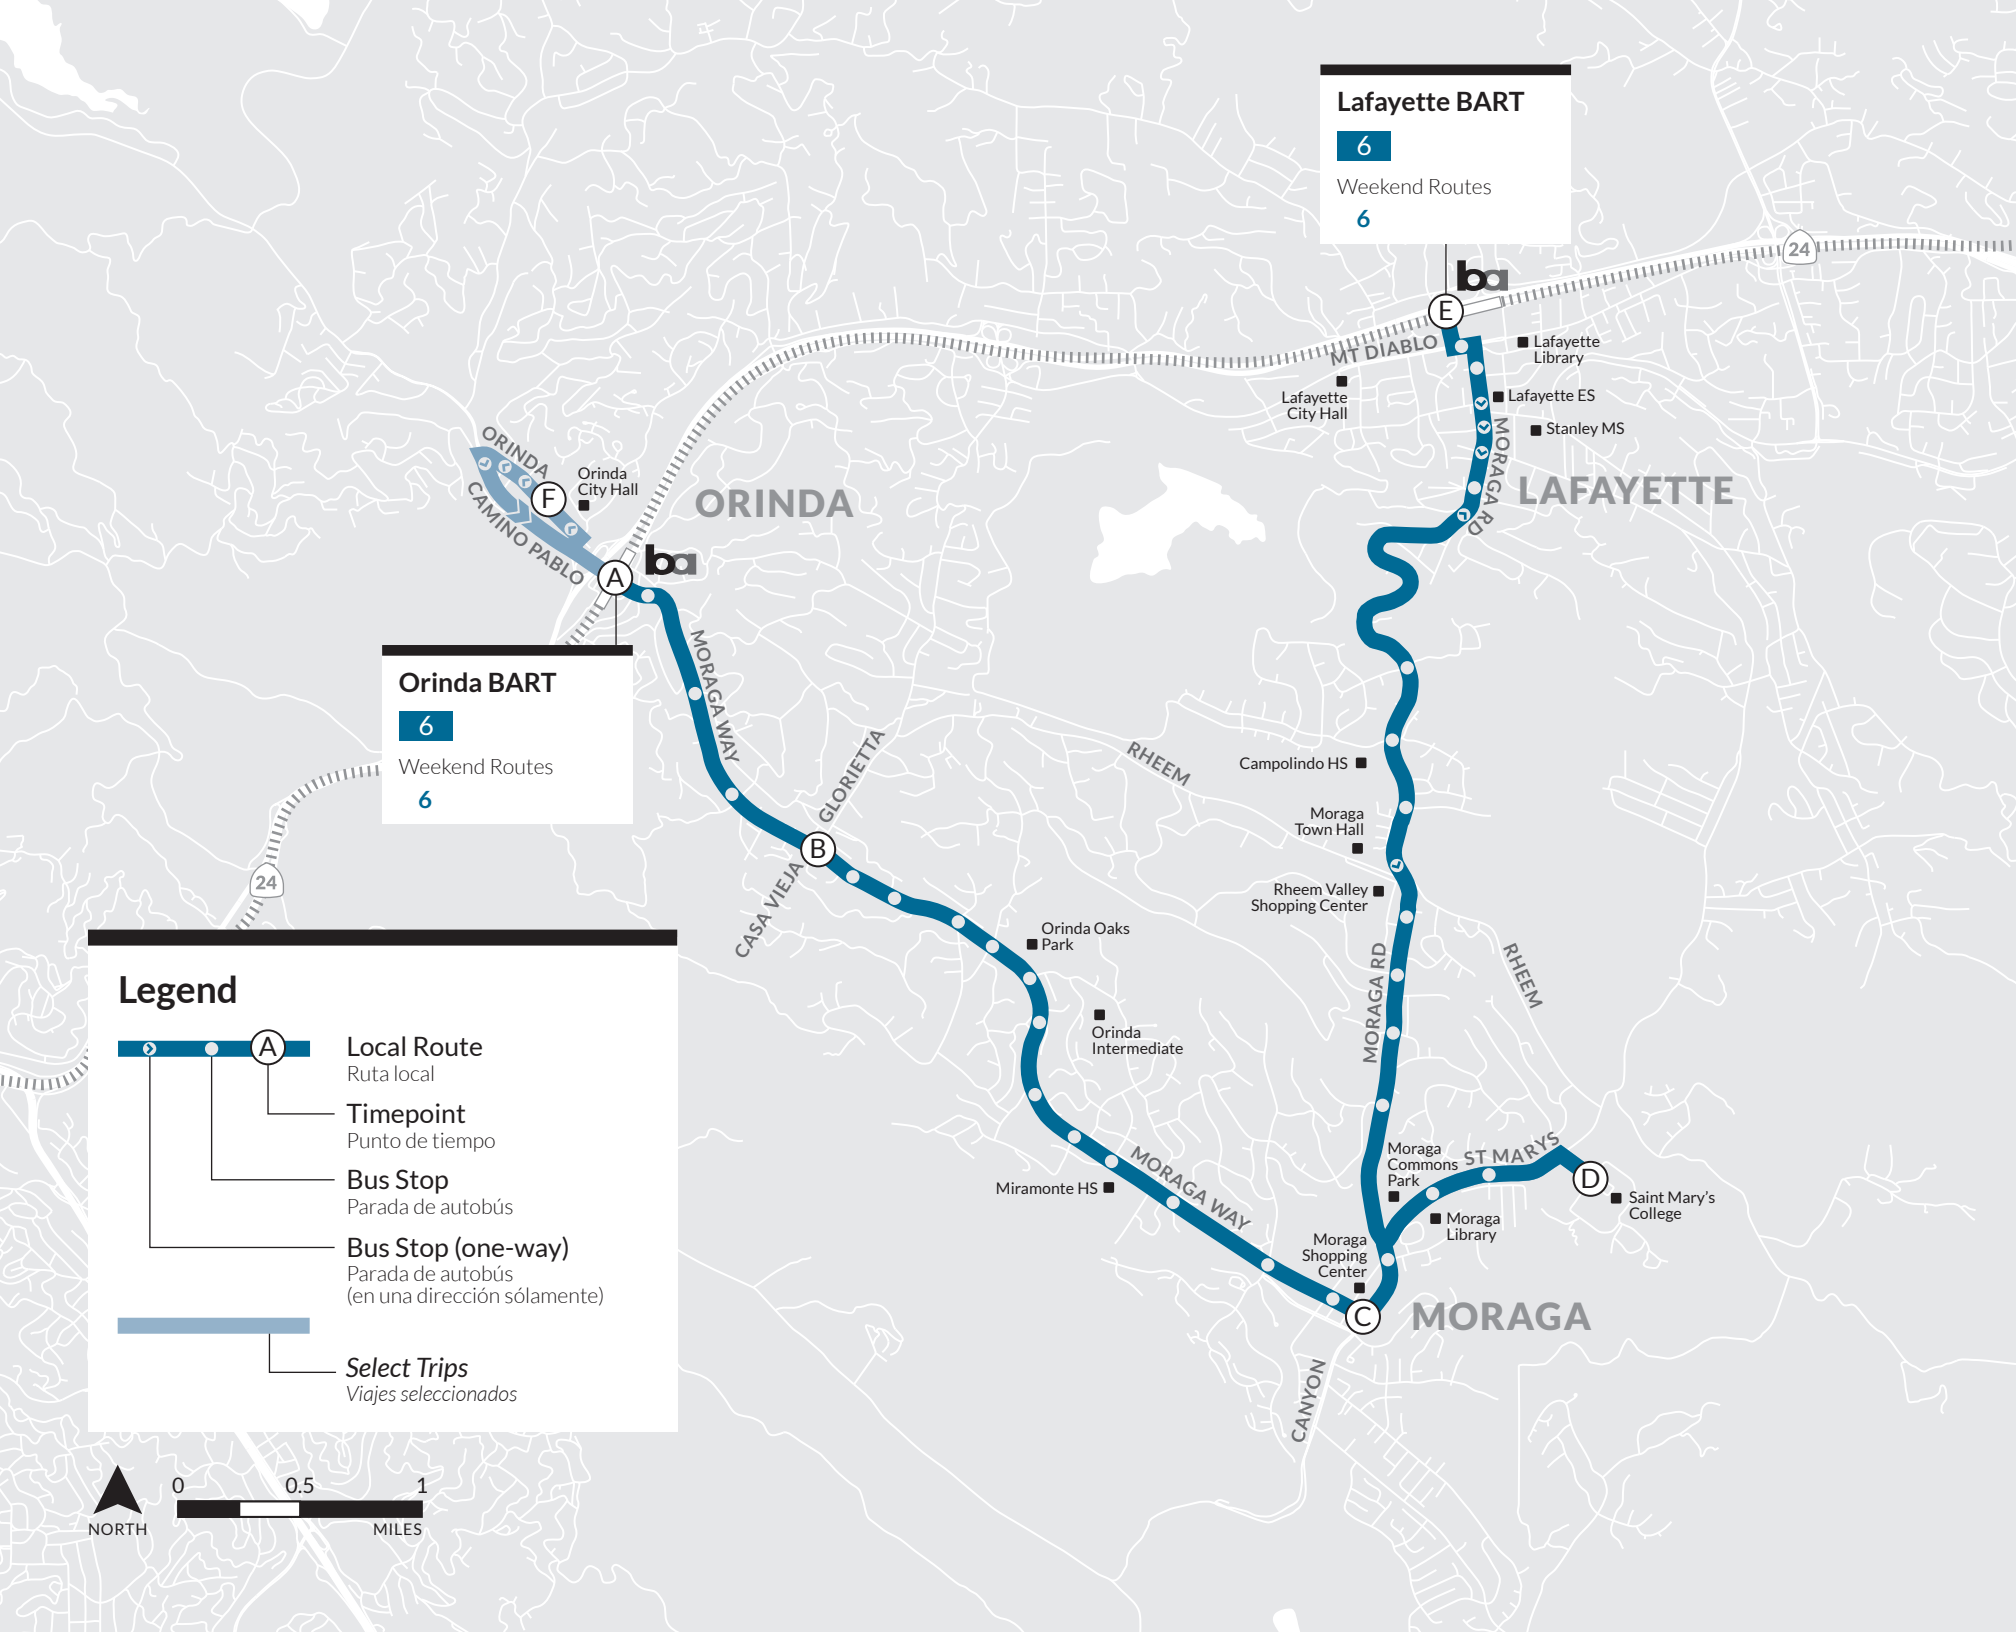 Lafayette BART
6
Weekend Routes
6
24
ba
E
MT DIABLO
Lafayette
Library
Lafayette
City Hall
Lafayette ES
Stanley MS
MORAGA RD
LAFAYETTE
ORINDA
F
Orinda
City Hall
CAMINO PABLO
ORINDA
A
ba
Orinda BART
6
Weekend Routes
6
MORAGA WAY
GLORIETTA
B
CASA VIEJA
24
RHEEM
Campolindo HS
Moraga
Town Hall
Rheem Valley
Shopping Center
Orinda Oaks
Park
Orinda
Intermediate
MORAGA RD
RHEEM
Miramonte HS
MORAGA WAY
Moraga
Commons
Park
ST MARYS
D
Saint Mary's
College
Moraga
Library
Moraga
Shopping
Center
C
MORAGA
CANYON
Legend
A
Local Route
Ruta local
Timepoint
Punto de tiempo
Bus Stop
Parada de autobús
Bus Stop (one-way)
Parada de autobús
(en una dirección sólamente)
Select Trips
Viajes seleccionados
0 0.5 1
NORTH
MILES